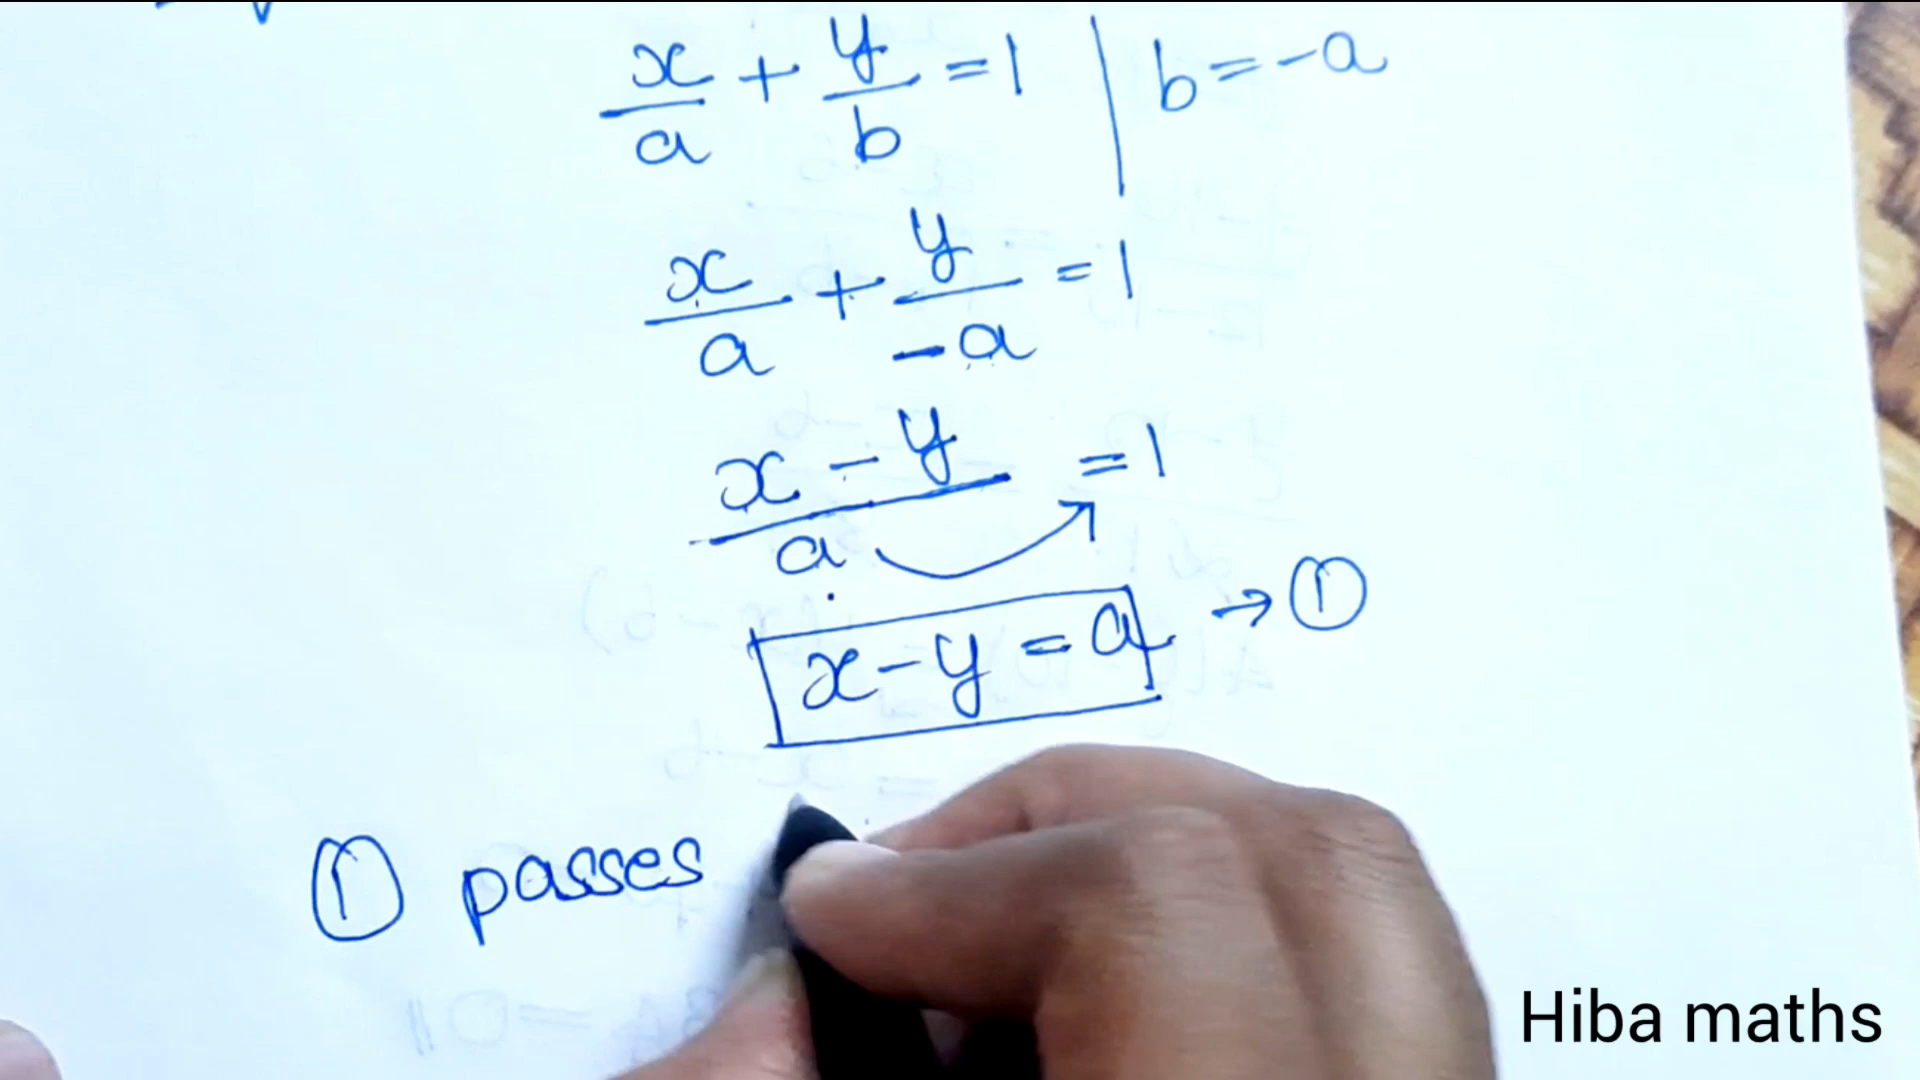 x/a + y/b = 1 | b = -a
x/a + y/-a = 1
x - y/a = 1
x - y = a → ①
① passes
Hiba maths